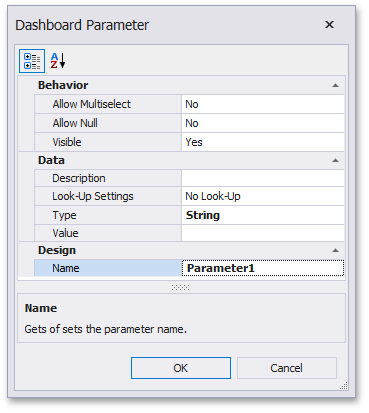 Dashboard Parameter
A
Z
Behavior
Allow Multiselect No
Allow Null No
Visible Yes
Data
Description
Look-Up Settings No Look-Up
Type String
Value
Design
Name Parameter1
Name
Gets of sets the parameter name.
OK Cancel